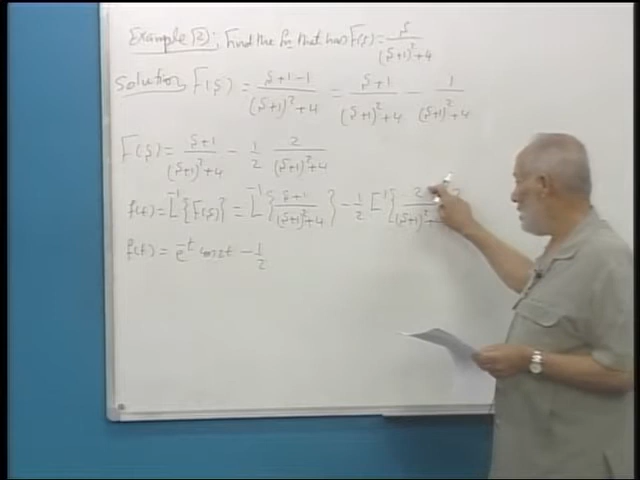 Example 12: Find the fn that has F(s) = s/((s+1)²+4)
Solution F(s) = (s+1-1)/((s+1)²+4) = (s+1)/((s+1)²+4) - 1/((s+1)²+4)
F(s) = (s+1)/((s+1)²+4) - 1/2 2/((s+1)²+4)
f(t) = L⁻¹{F(s)} = L⁻¹{(s+1)/((s+1)²+4)} - 1/2 L⁻¹{2/((s+1)²+
f(t) = e⁻ᵗ cos2t - 1/2